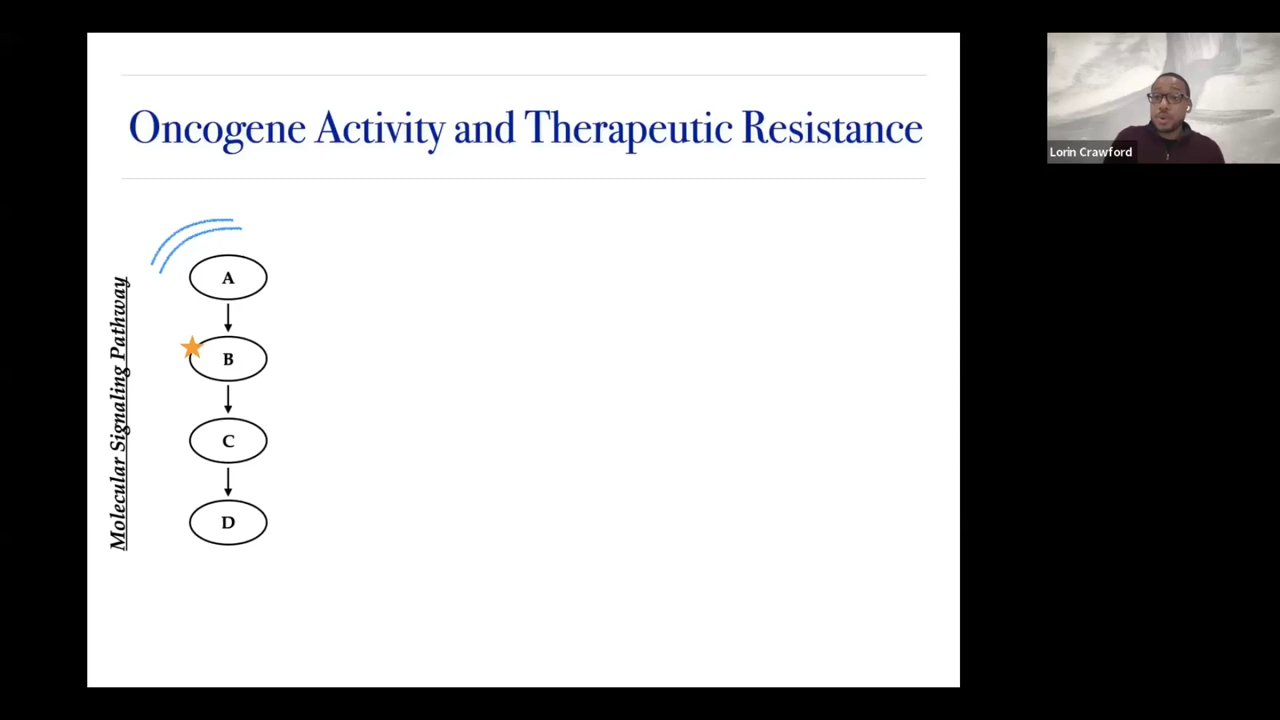 Oncogene Activity and Therapeutic Resistance
Lorin Crawford
Molecular Signaling Pathway
A
B
C
D